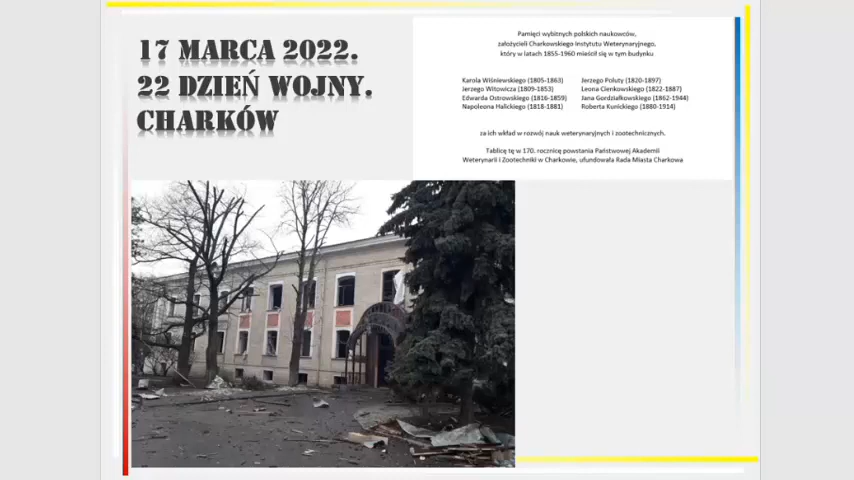 17 MARCA 2022.
22 DZIEŃ WOJNY.
CHARKÓW
Pamięci wybitnych polskich naukowców,
założycieli Charkowskiego Instytutu Weterynaryjnego,
który w latach 1855-1960 mieścił się w tym budynku
Karola Wiśniewskiego (1805-1863) Jerzego Poluty (1820-1897)
Jerzego Witowicza (1809-1853) Leona Cienkowskiego (1822-1887)
Edwarda Ostrowskiego (1816-1859) Jana Gordziałkowskiego (1862-1944)
Napoleona Halickiego (1818-1881) Roberta Kunickiego (1880-1914)
za ich wkład w rozwój nauk weterynaryjnych i zootechnicznych.
Tablicę tę w 170. rocznicę powstania Państwowej Akademii
Weterynarii i Zootechniki w Charkowie, ufundowała Rada Miasta Charkowa